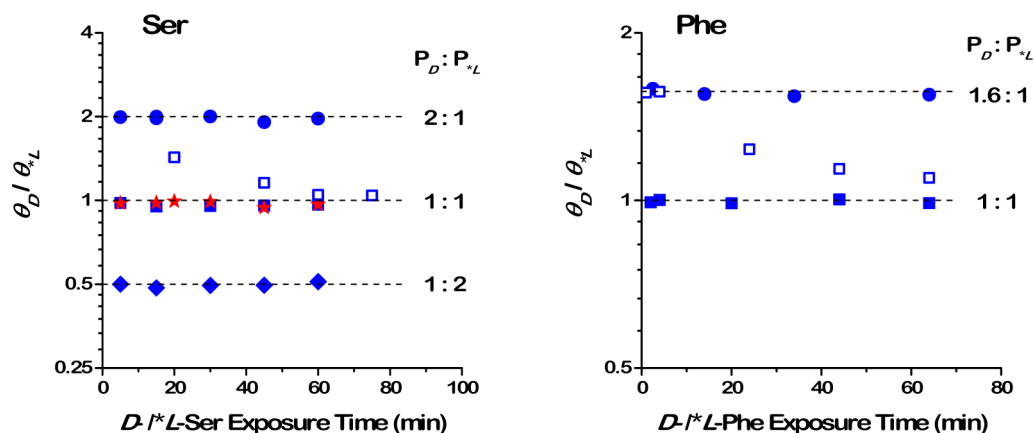 Ser
P_D : P_*L
4
2
1
0.5
0.25
2 : 1
1 : 1
1 : 2
θ_D / θ_*L
0 20 40 60 80 100
D- /*L-Ser Exposure Time (min)
Phe
P_D : P_*L
2
1
0.5
1.6 : 1
1 : 1
θ_D / θ_*L
0 20 40 60 80
D- /*L-Phe Exposure Time (min)